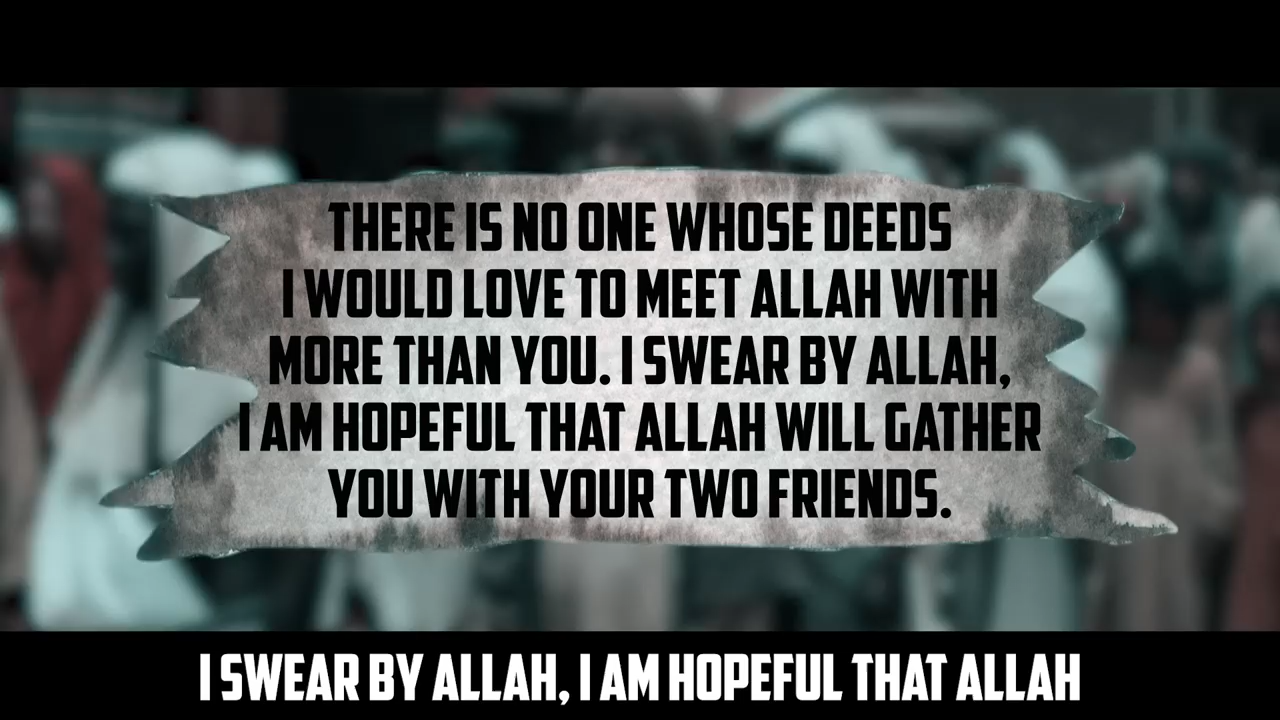 THERE IS NO ONE WHOSE DEEDS
I WOULD LOVE TO MEET ALLAH WITH
MORE THAN YOU. I SWEAR BY ALLAH,
I AM HOPEFUL THAT ALLAH WILL GATHER
YOU WITH YOUR TWO FRIENDS.
I SWEAR BY ALLAH, I AM HOPEFUL THAT ALLAH